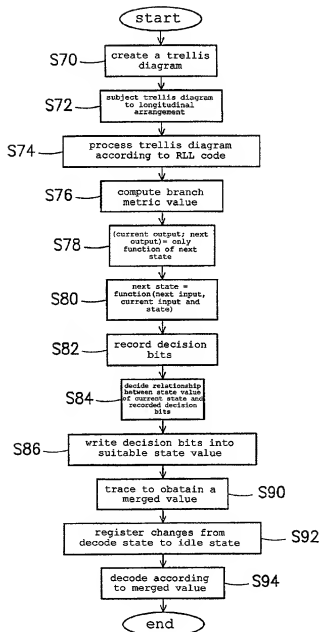 start
S70
create a trellis
diagram
S72
subject trellis diagram
to longitudinal
arrangement
S74
process trellis diagram
according to RLL code
S76
compute branch
metric value
S78
(current output; next
output)= only
function of next
state
S80
next state =
function(next input,
current input and
state)
S82
record decision
bits
S84
decide relationship
between state value
of current state and
recorded decision
bits
S86
write decision bits into
suitable state value
S90
trace to obatain a
merged value
S92
register changes from
decode state to idle state
S94
decode according
to merged value
end